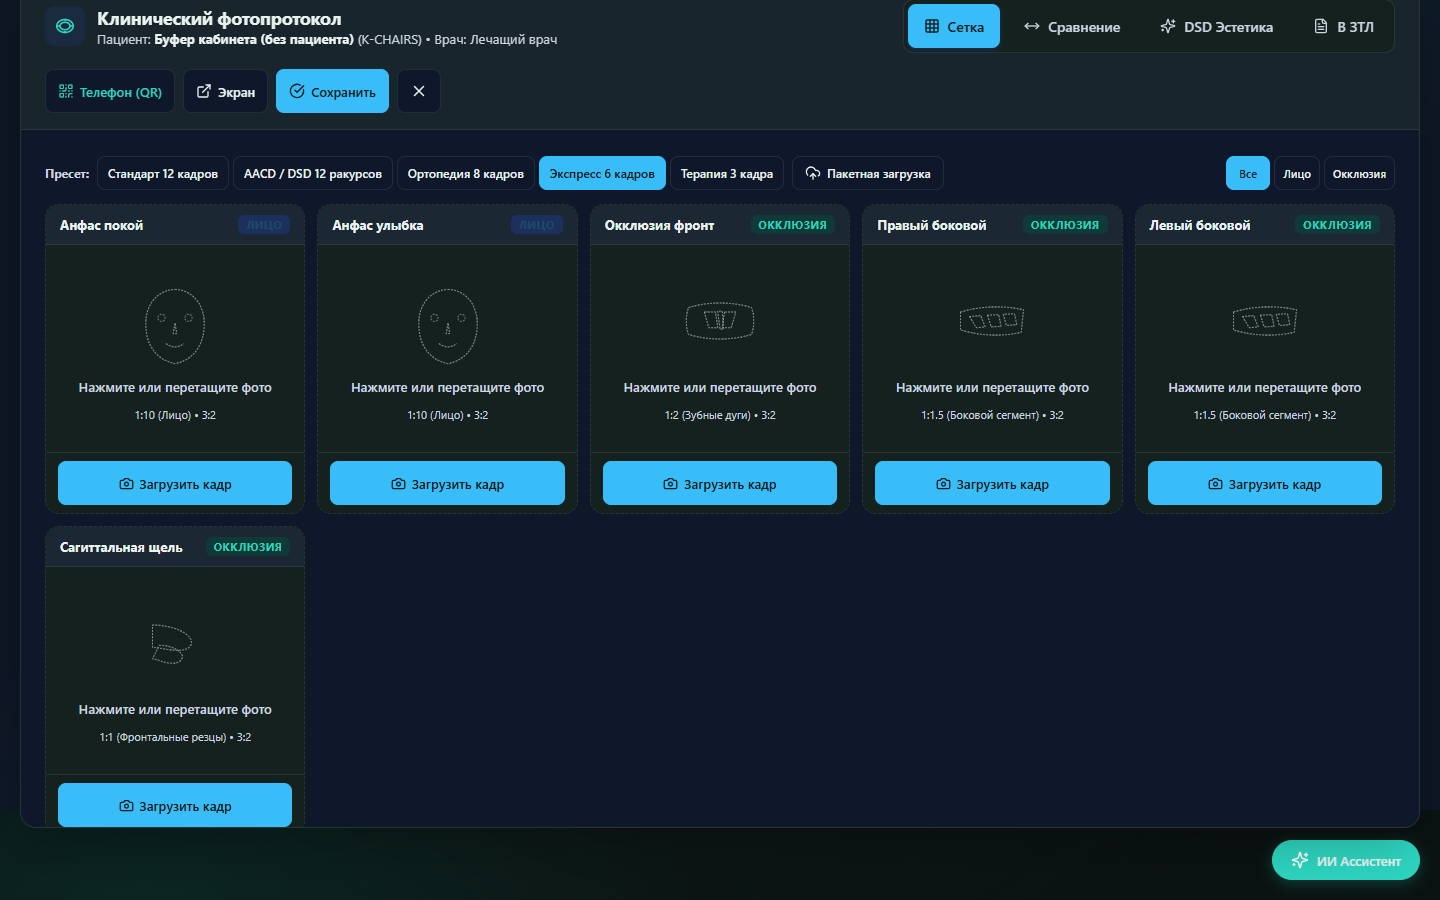 Клинический фотопротокол
Пациент: Буфер кабинета (без пациента) (K-CHAIRS) • Врач: Лечащий врач
Сетка
Сравнение
DSD Эстетика
В ЗТЛ
Телефон (QR)
Экран
Сохранить
Пресет:
Стандарт 12 кадров
AACD / DSD 12 ракурсов
Ортопедия 8 кадров
Экспресс 6 кадров
Терапия 3 кадра
Пакетная загрузка
Все
Лицо
Окклюзия
Анфас покой
ЛИЦО
Нажмите или перетащите фото
1:10 (Лицо) • 3:2
Загрузить кадр
Анфас улыбка
ЛИЦО
Нажмите или перетащите фото
1:10 (Лицо) • 3:2
Загрузить кадр
Окклюзия фронт
ОККЛЮЗИЯ
Нажмите или перетащите фото
1:2 (Зубные дуги) • 3:2
Загрузить кадр
Правый боковой
ОККЛЮЗИЯ
Нажмите или перетащите фото
1:1.5 (Боковой сегмент) • 3:2
Загрузить кадр
Левый боковой
ОККЛЮЗИЯ
Нажмите или перетащите фото
1:1.5 (Боковой сегмент) • 3:2
Загрузить кадр
Сагиттальная щель
ОККЛЮЗИЯ
Нажмите или перетащите фото
1:1 (Фронтальные резцы) • 3:2
Загрузить кадр
ИИ Ассистент